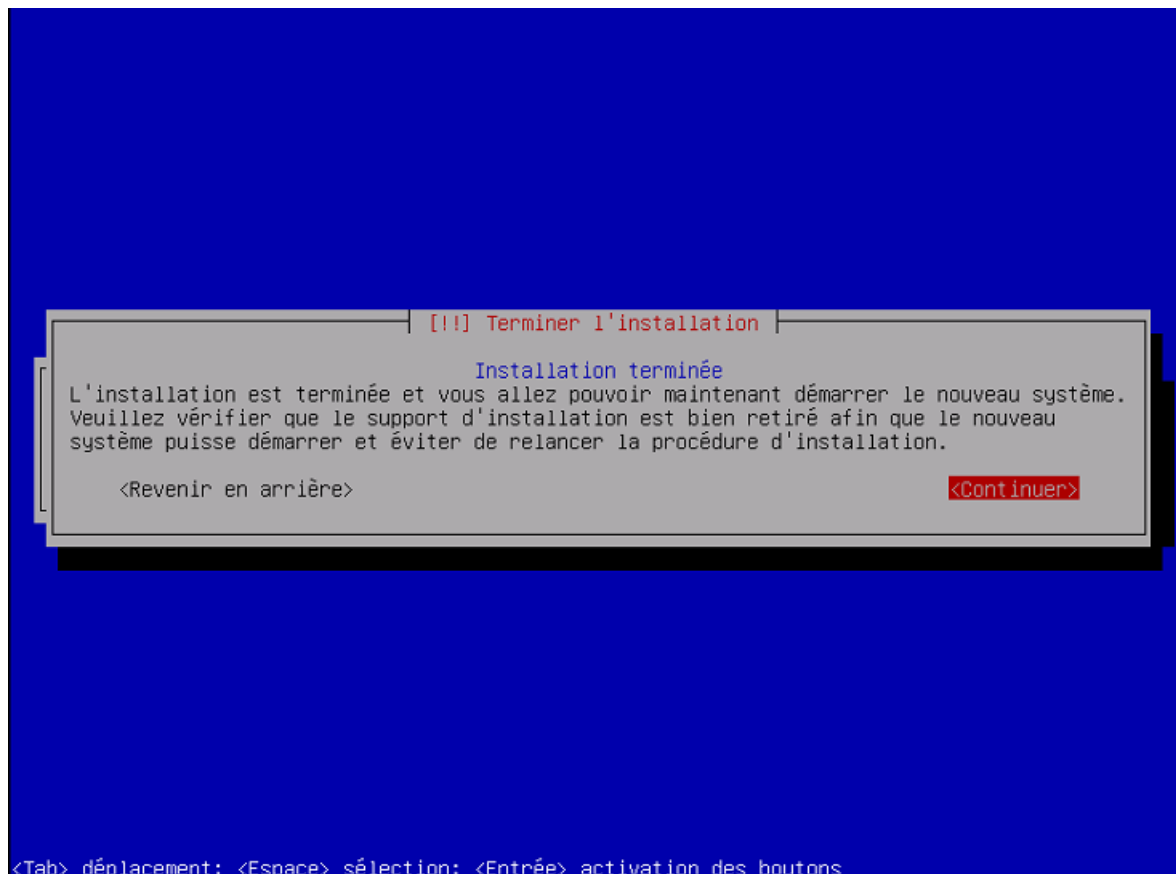 [!!] Terminer l'installation
Installation terminée
L'installation est terminée et vous allez pouvoir maintenant démarrer le nouveau système.
Veuillez vérifier que le support d'installation est bien retiré afin que le nouveau
système puisse démarrer et éviter de relancer la procédure d'installation.
<Revenir en arrière> <Continuer>
<Tab> déplacement; <Espace> sélection; <Entrée> activation des boutons